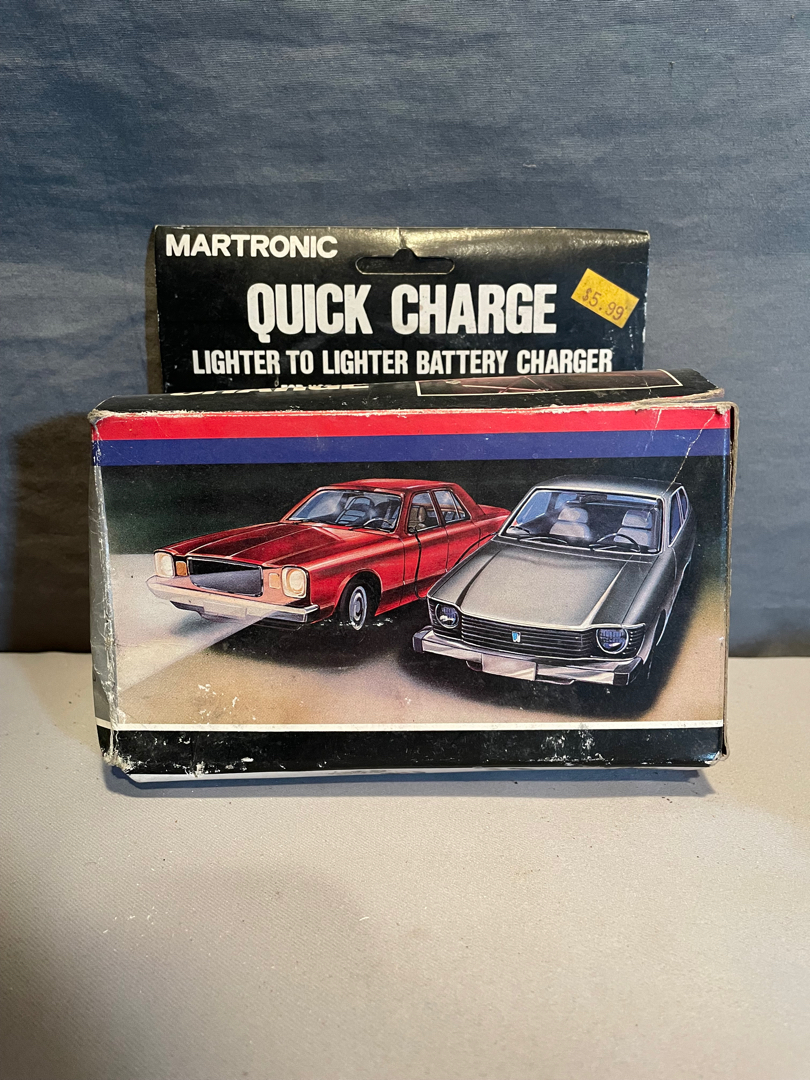 MARTRONIC
QUICK CHARGE
$5.99
LIGHTER TO LIGHTER BATTERY CHARGER